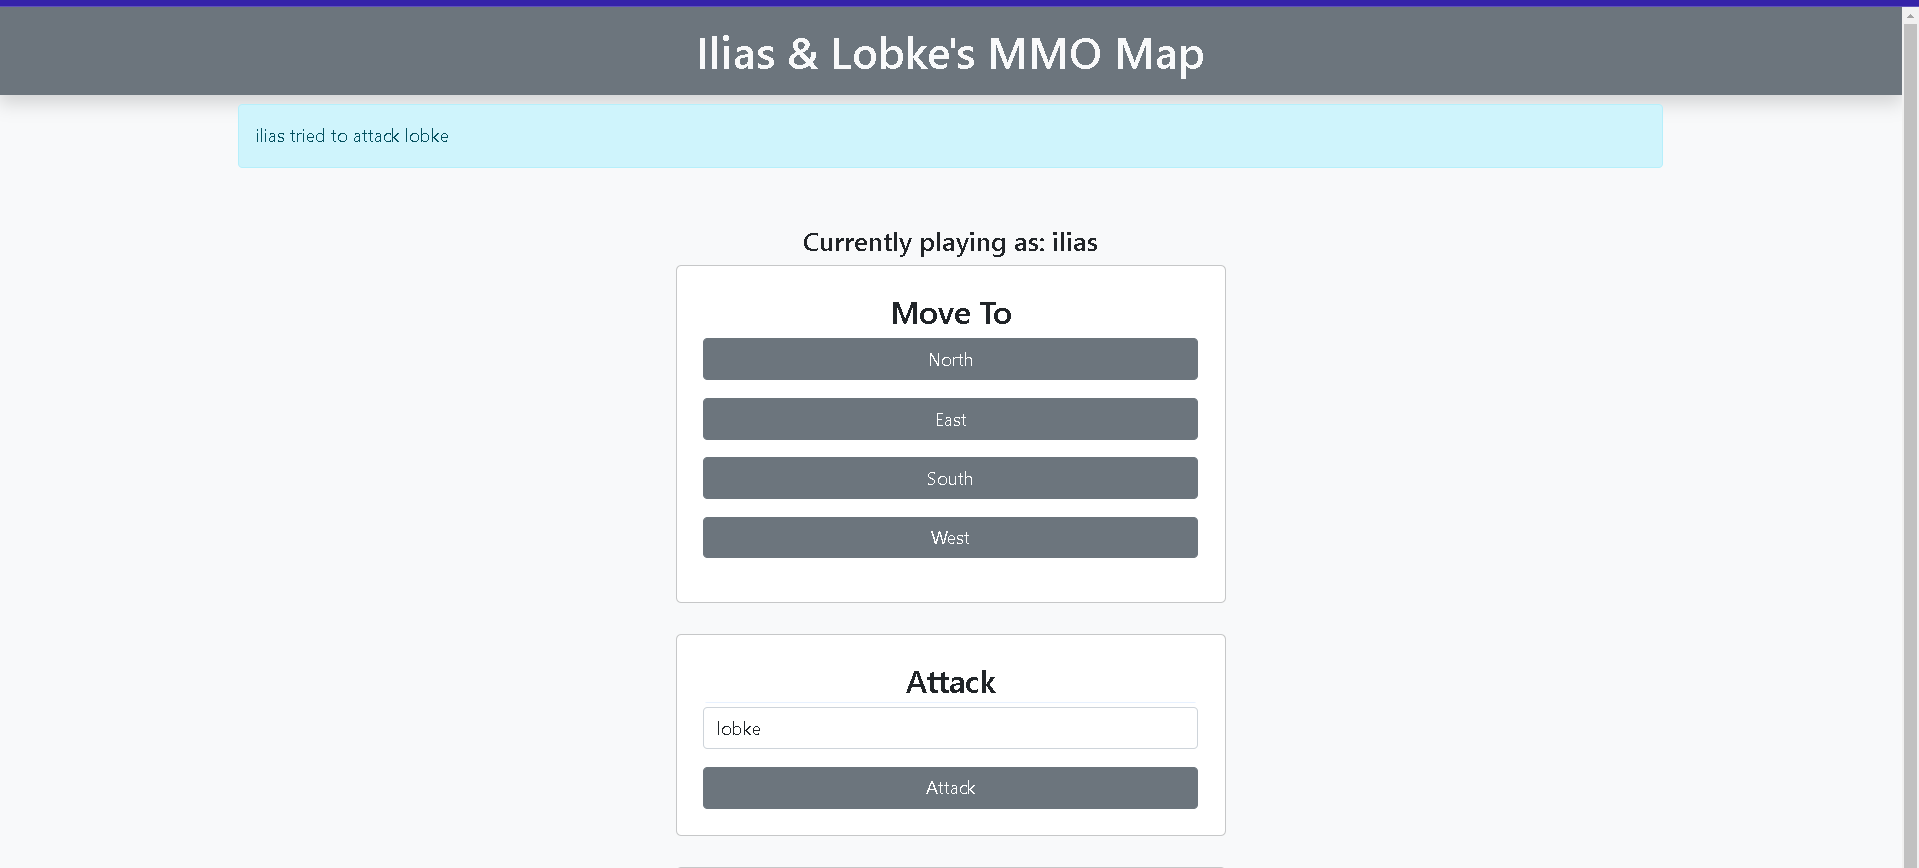 Ilias & Lobke's MMO Map
ilias tried to attack lobke
Currently playing as: ilias
Move To
North
East
South
West
Attack
lobke
Attack